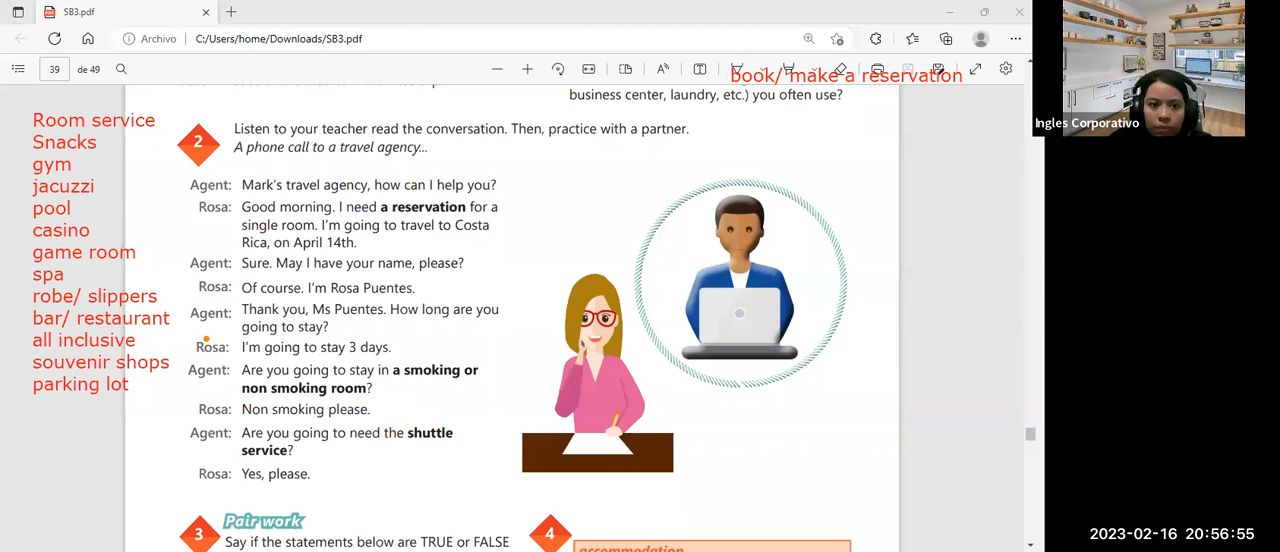 SB3.pdf
Archivo
C:/Users/home/Downloads/SB3.pdf
39
de 49
book/ make a reservation
business center, laundry, etc.) you often use?
Ingles Corporativo
Room service
Snacks
gym
jacuzzi
pool
casino
game room
spa
robe/ slippers
bar/ restaurant
all inclusive
souvenir shops
parking lot
2
Listen to your teacher read the conversation. Then, practice with a partner.
A phone call to a travel agency...
Agent: Mark's travel agency, how can I help you?
Rosa: Good morning. I need a reservation for a
single room. I'm going to travel to Costa
Rica, on April 14th.
Agent: Sure. May I have your name, please?
Rosa: Of course. I'm Rosa Puentes.
Agent: Thank you, Ms Puentes. How long are you
going to stay?
Rosa: I'm going to stay 3 days.
Agent: Are you going to stay in a smoking or
non smoking room?
Rosa: Non smoking please.
Agent: Are you going to need the shuttle
service?
Rosa: Yes, please.
3
Pair work
Say if the statements below are TRUE or FALSE
4
accommodation
2023-02-16 20:56:55